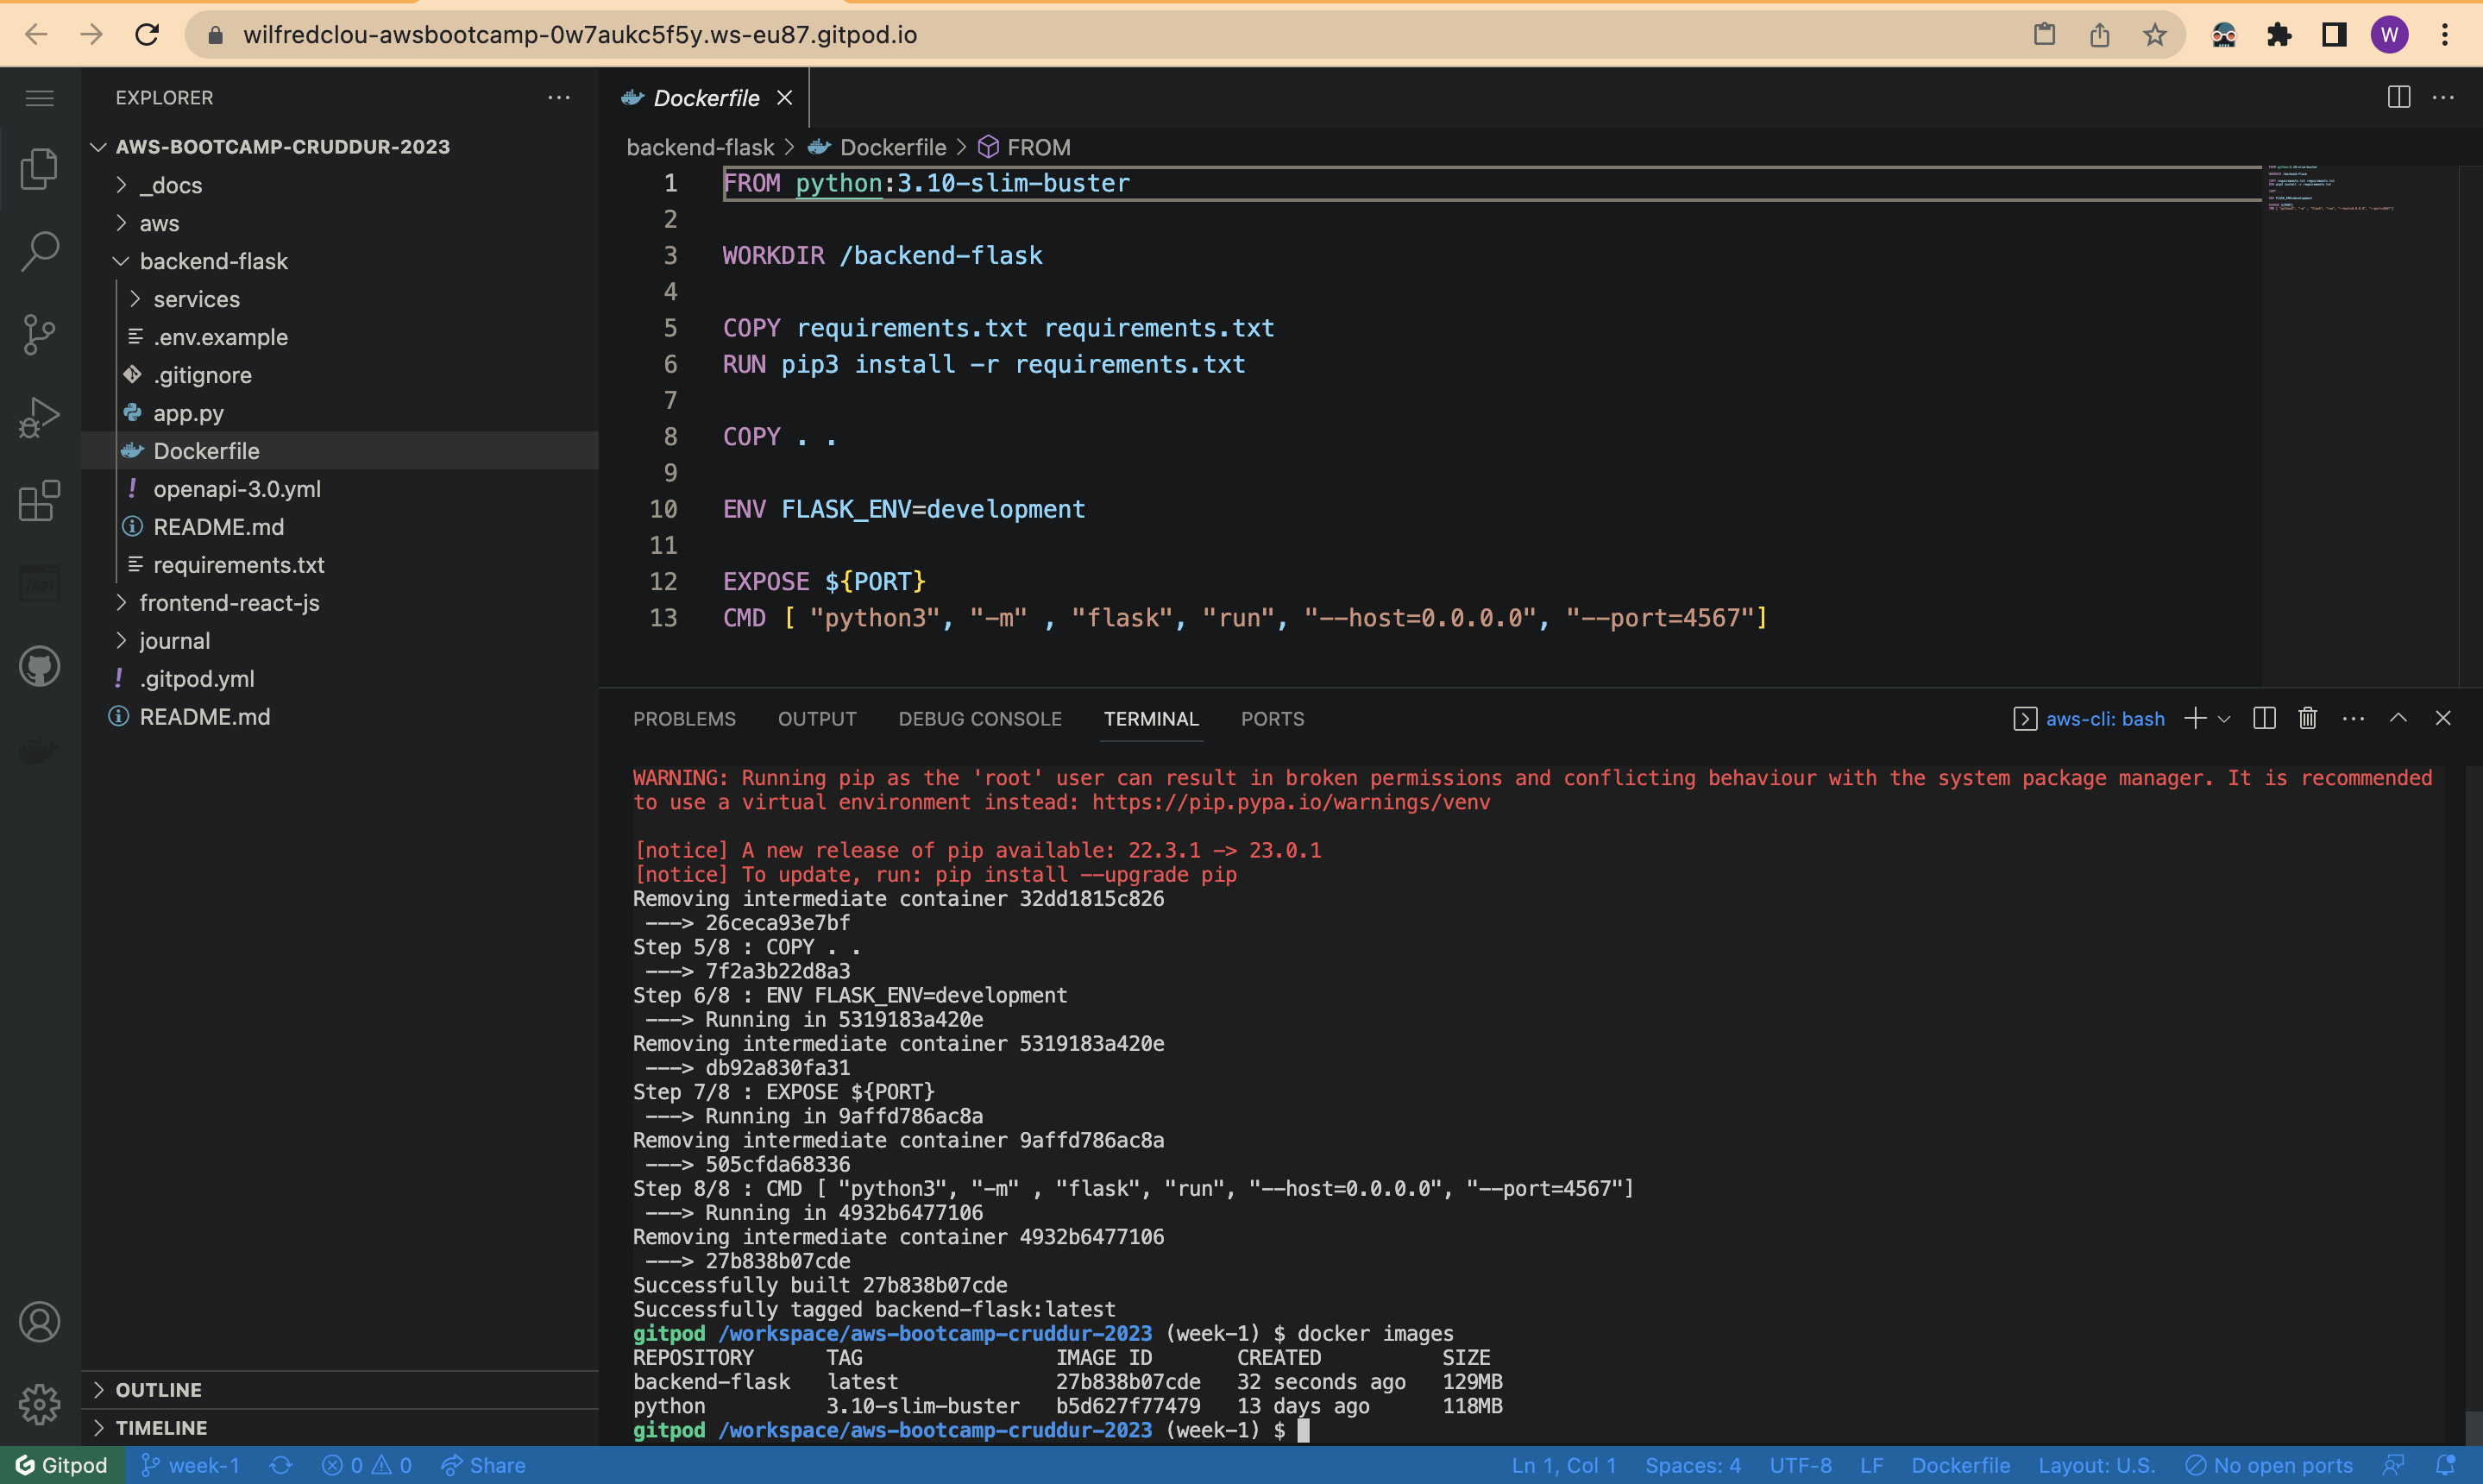 wilfredclou-awsbootcamp-0w7aukc5f5y.ws-eu87.gitpod.io
W
EXPLORER
AWS-BOOTCAMP-CRUDDUR-2023
_docs
aws
backend-flask
services
.env.example
.gitignore
app.py
Dockerfile
openapi-3.0.yml
README.md
requirements.txt
frontend-react-js
journal
.gitpod.yml
README.md
/API
OUTLINE
TIMELINE
Dockerfile
backend-flask > Dockerfile > FROM
1 FROM python:3.10-slim-buster
2
3 WORKDIR /backend-flask
4
5 COPY requirements.txt requirements.txt
6 RUN pip3 install -r requirements.txt
7
8 COPY . .
9
10 ENV FLASK_ENV=development
11
12 EXPOSE ${PORT}
13 CMD [ "python3", "-m" , "flask", "run", "--host=0.0.0.0", "--port=4567"]
PROBLEMS OUTPUT DEBUG CONSOLE TERMINAL PORTS
aws-cli: bash
WARNING: Running pip as the 'root' user can result in broken permissions and conflicting behaviour with the system package manager. It is recommended
to use a virtual environment instead: https://pip.pypa.io/warnings/venv
[notice] A new release of pip available: 22.3.1 -> 23.0.1
[notice] To update, run: pip install --upgrade pip
Removing intermediate container 32dd1815c826
---> 26ceca93e7bf
Step 5/8 : COPY . .
---> 7f2a3b22d8a3
Step 6/8 : ENV FLASK_ENV=development
---> Running in 5319183a420e
Removing intermediate container 5319183a420e
---> db92a830fa31
Step 7/8 : EXPOSE ${PORT}
---> Running in 9affd786ac8a
Removing intermediate container 9affd786ac8a
---> 505cfda68336
Step 8/8 : CMD [ "python3", "-m" , "flask", "run", "--host=0.0.0.0", "--port=4567"]
---> Running in 4932b6477106
Removing intermediate container 4932b6477106
---> 27b838b07cde
Successfully built 27b838b07cde
Successfully tagged backend-flask:latest
gitpod /workspace/aws-bootcamp-cruddur-2023 (week-1) $ docker images
REPOSITORY TAG IMAGE ID CREATED SIZE
backend-flask latest 27b838b07cde 32 seconds ago 129MB
python 3.10-slim-buster b5d627f77479 13 days ago 118MB
gitpod /workspace/aws-bootcamp-cruddur-2023 (week-1) $
Gitpod week-1 0 0 Share Ln 1, Col 1 Spaces: 4 UTF-8 LF Dockerfile Layout: U.S. No open ports